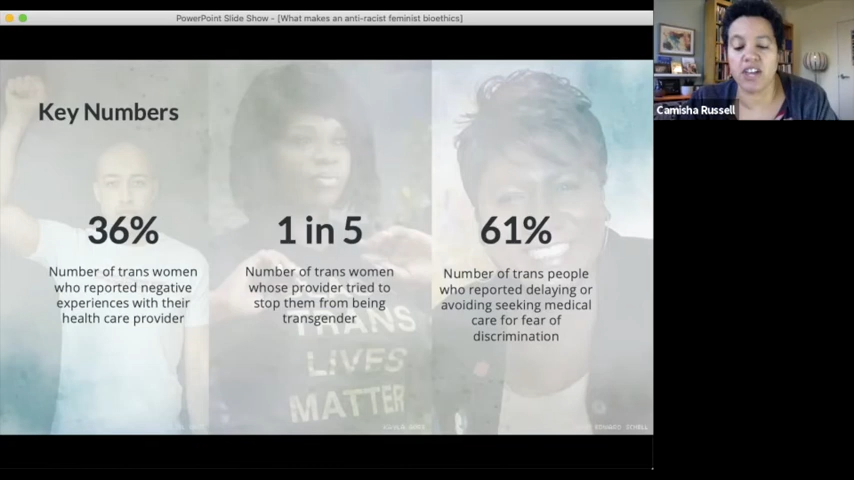 PowerPoint Slide Show - [What makes an anti-racist feminist bioethics]
Camisha Russell
Key Numbers
36%
Number of trans women
who reported negative
experiences with their
health care provider
1 in 5
Number of trans women
whose provider tried to
stop them from being
transgender
61%
Number of trans people
who reported delaying or
avoiding seeking medical
care for fear of
discrimination
TRANS
LIVES
MATTER